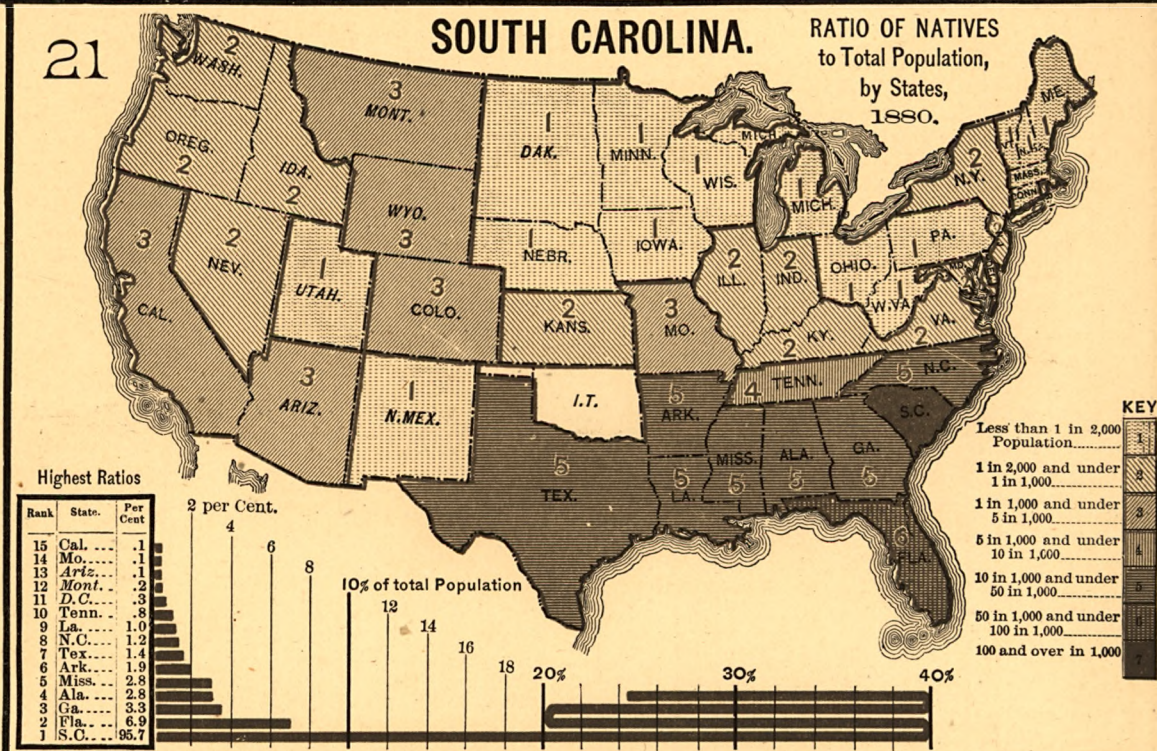 21
SOUTH CAROLINA.
RATIO OF NATIVES
to Total Population,
by States,
1880.
2
WASH.
3
MONT.
1
DAK.
1
MINN.
MICH.
ME.
1
OREG.
2
IDA.
2
WYO.
3
1
WIS.
1
MICH.
2
N.Y.
VT.
MASS.
CONN.
3
CAL.
2
NEV.
1
UTAH.
3
COLO.
1
NEBR.
1
IOWA.
2
ILL.
2
IND.
OHIO.
1
1
PA.
1
W.VA.
MD.
VA.
2
2
KANS.
3
MO.
KY.
2
3
ARIZ.
1
N.MEX.
I.T.
5
ARK.
4 TENN.
5 N.C.
S.C.
5
TEX.
5
LA.
MISS.
5
ALA.
5
GA.
5
6
FLA.
KEY
Less than 1 in 2,000
Population
1
1 in 2,000 and under
1 in 1,000
2
1 in 1,000 and under
5 in 1,000
3
5 in 1,000 and under
10 in 1,000
4
10 in 1,000 and under
50 in 1,000
5
50 in 1,000 and under
100 in 1,000
6
100 and over in 1,000
7
Highest Ratios
Rank State. Per Cent
15 Cal. .... .1
14 Mo. .... .1
13 Ariz... .1
12 Mont.. .2
11 D.C.... .3
10 Tenn. . .8
9 La. .... 1.0
8 N.C.... 1.2
7 Tex.... 1.4
6 Ark.... 1.9
5 Miss... 2.8
4 Ala. ... 2.8
3 Ga..... 3.3
2 Fla.... 6.9
1 S.C.... 95.7
2 per Cent.
4
6
8
10% of total Population
12
14
16
18
20%
30%
40%